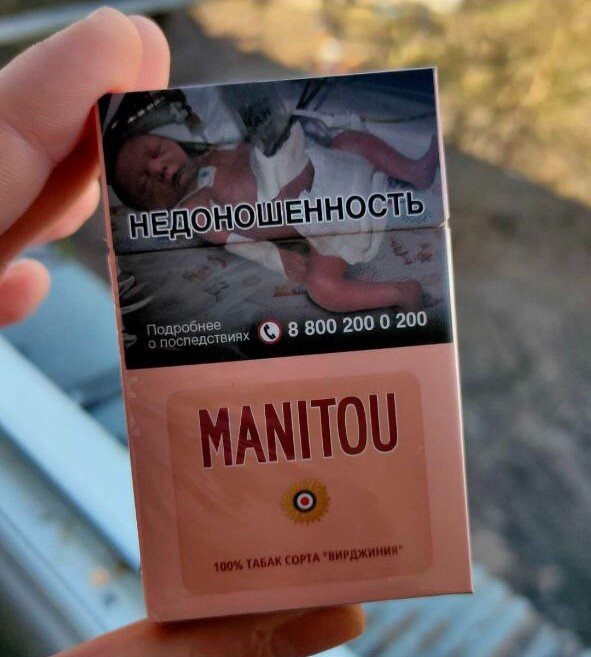 НЕДОНОШЕННОСТЬ
Подробнее
о последствиях 8 800 200 0 200
MANITOU
100% ТАБАК СОРТА "ВИРДЖИНИЯ"